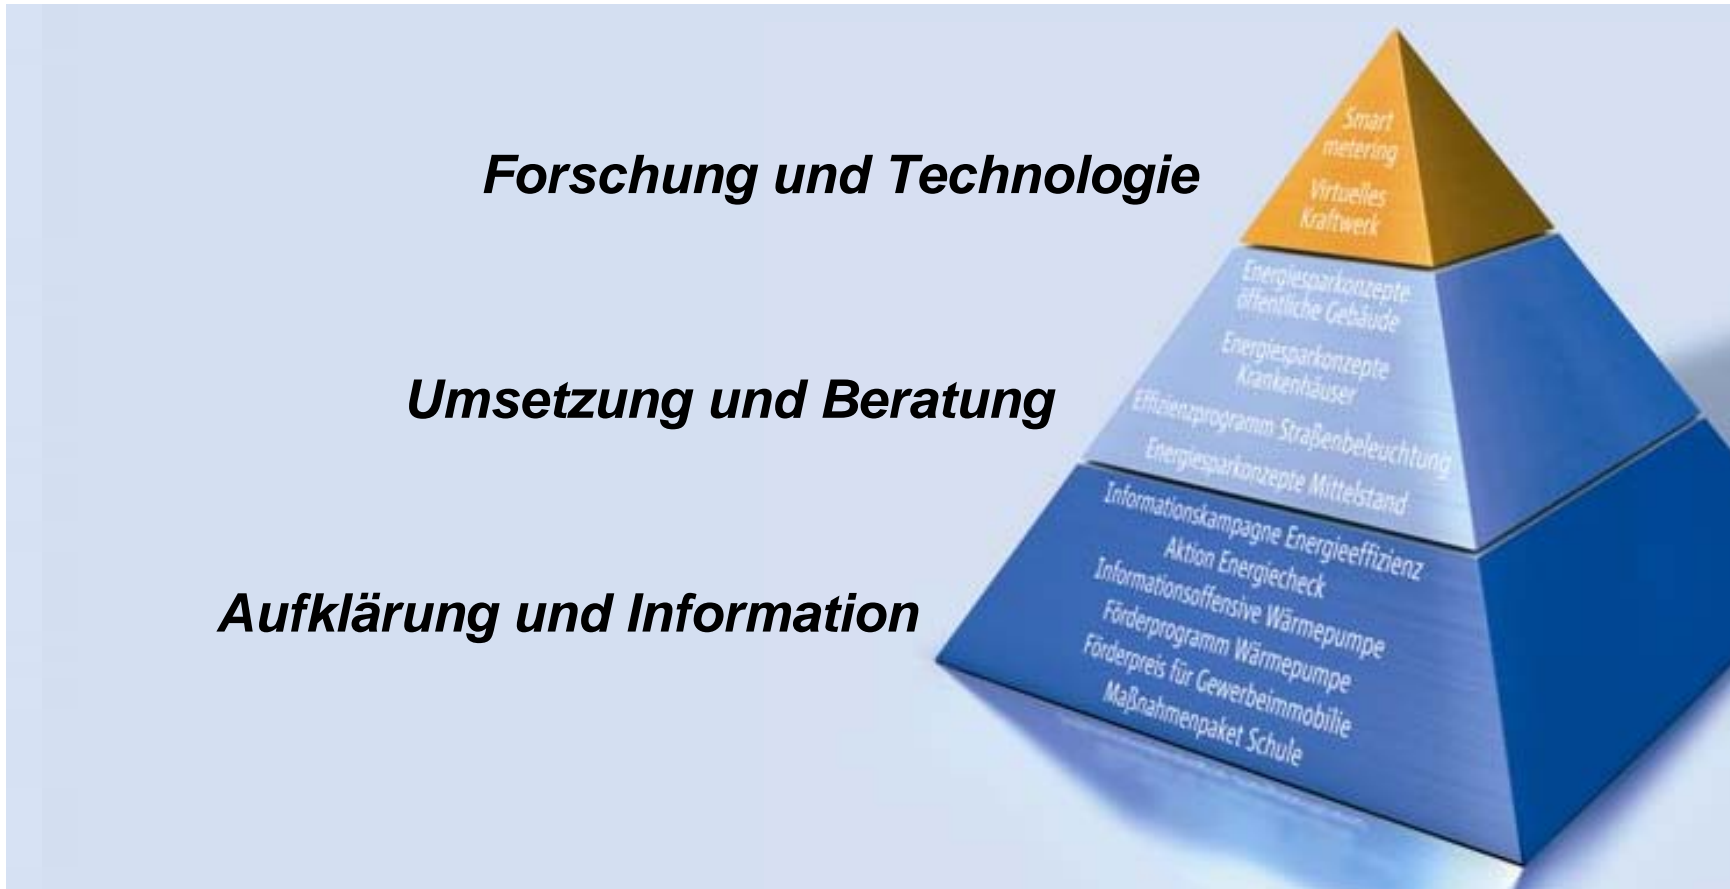 Forschung und Technologie
Smart
metering
Virtuelles
Kraftwerk
Umsetzung und Beratung
Energiesparkonzepte
öffentliche Gebäude
Energiesparkonzepte
Krankenhäuser
Effizienzprogramm Straßenbeleuchtung
Energiesparkonzepte Mittelstand
Aufklärung und Information
Informationskampagne Energieeffizienz
Aktion Energiecheck
Informationsoffensive Wärmepumpe
Förderprogramm Wärmepumpe
Förderpreis für Gewerbeimmobilie
Maßnahmenpaket Schule